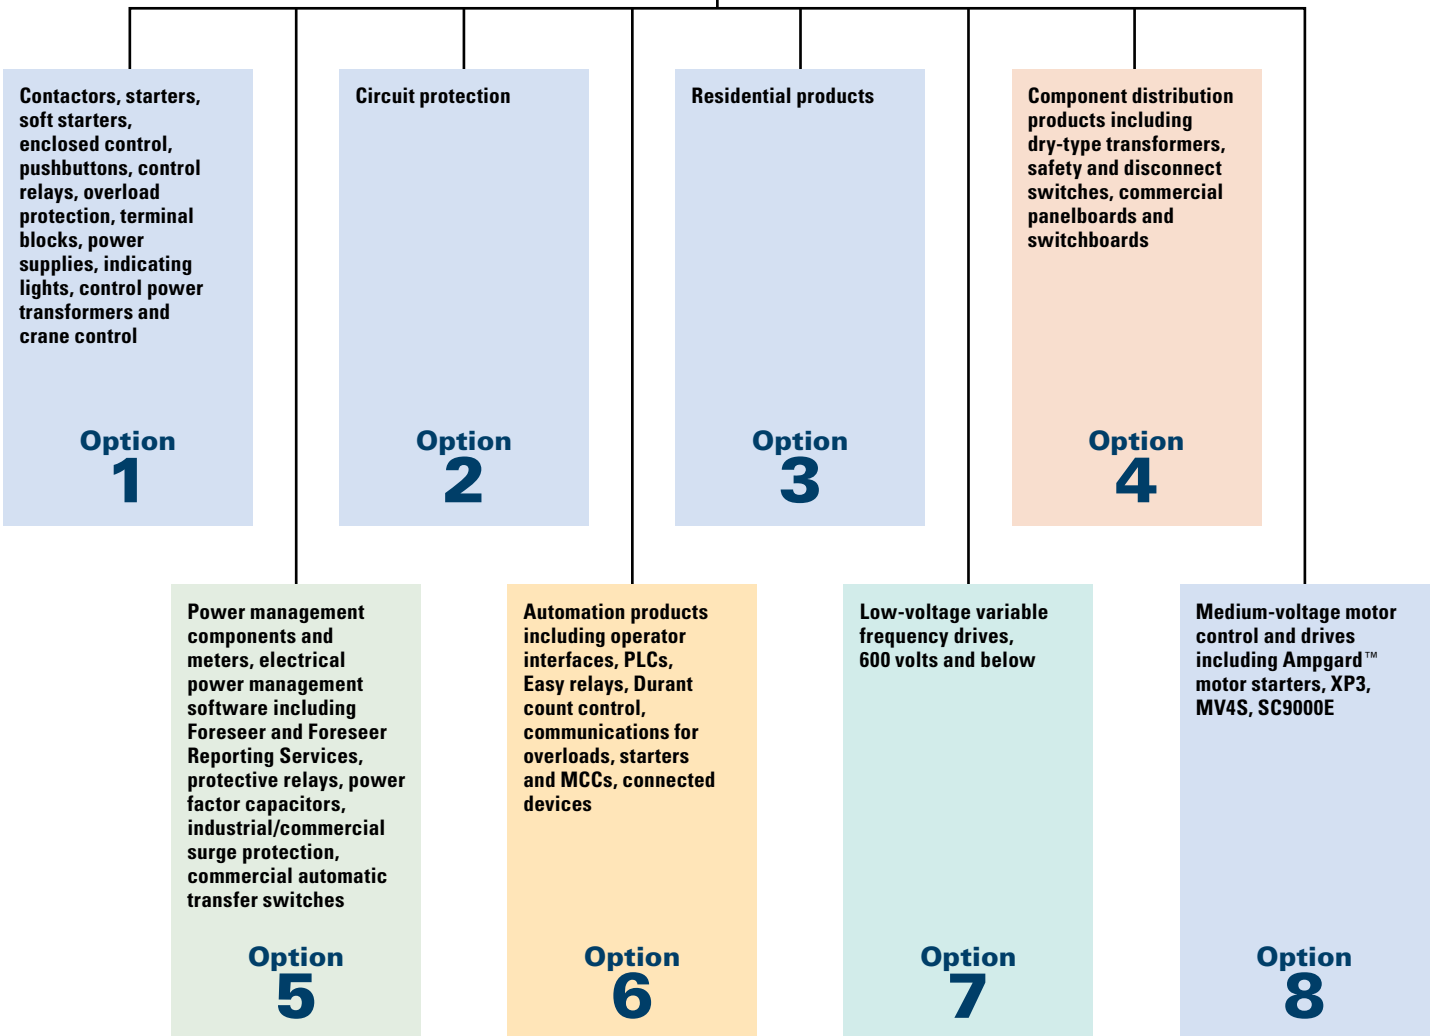 Contactors, starters,
soft starters,
enclosed control,
pushbuttons, control
relays, overload
protection, terminal
blocks, power
supplies, indicating
lights, control power
transformers and
crane control
Option
1
Circuit protection
Option
2
Residential products
Option
3
Component distribution
products including
dry-type transformers,
safety and disconnect
switches, commercial
panelboards and
switchboards
Option
4
Power management
components and
meters, electrical
power management
software including
Foreseer and Foreseer
Reporting Services,
protective relays, power
factor capacitors,
industrial/commercial
surge protection,
commercial automatic
transfer switches
Option
5
Automation products
including operator
interfaces, PLCs,
Easy relays, Durant
count control,
communications for
overloads, starters
and MCCs, connected
devices
Option
6
Low-voltage variable
frequency drives,
600 volts and below
Option
7
Medium-voltage motor
control and drives
including Ampgard™
motor starters, XP3,
MV4S, SC9000E
Option
8